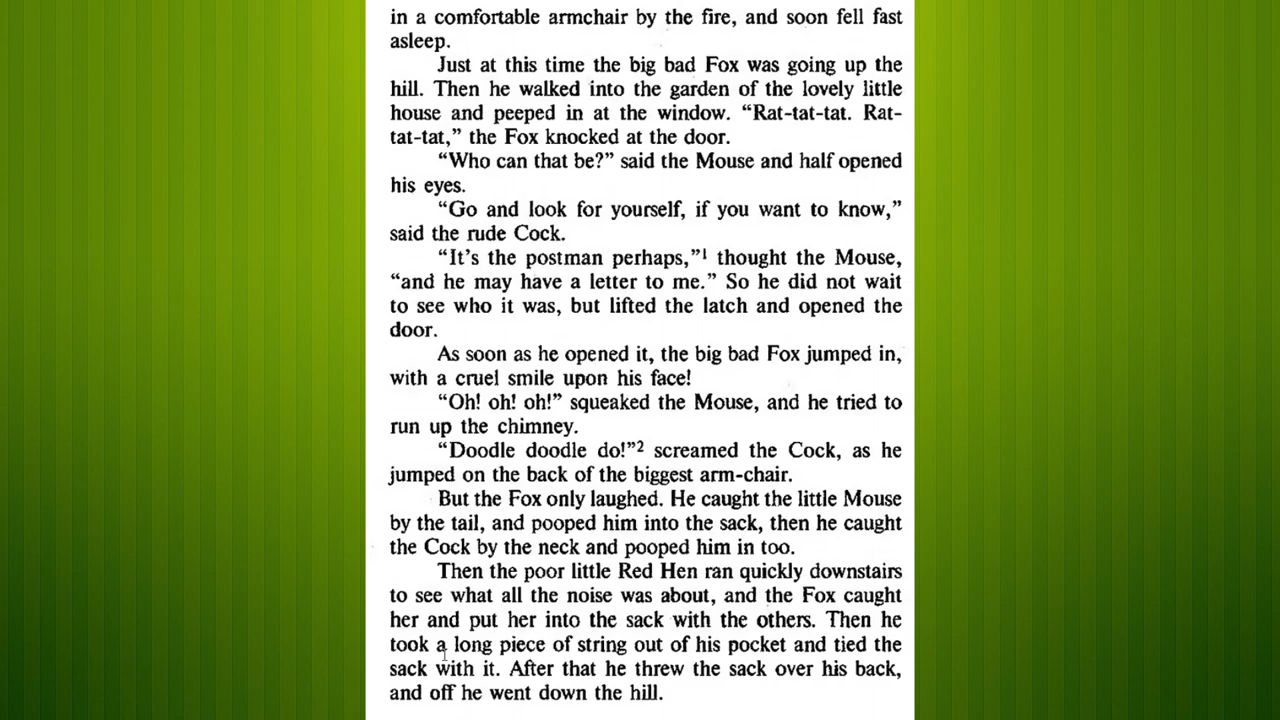 in a comfortable armchair by the fire, and soon fell fast
asleep.
Just at this time the big bad Fox was going up the
hill. Then he walked into the garden of the lovely little
house and peeped in at the window. “Rat-tat-tat. Rat-
tat-tat,” the Fox knocked at the door.
“Who can that be?” said the Mouse and half opened
his eyes.
“Go and look for yourself, if you want to know,”
said the rude Cock.
“It’s the postman perhaps,”¹ thought the Mouse,
“and he may have a letter to me.” So he did not wait
to see who it was, but lifted the latch and opened the
door.
As soon as he opened it, the big bad Fox jumped in,
with a cruel smile upon his face!
“Oh! oh! oh!” squeaked the Mouse, and he tried to
run up the chimney.
“Doodle doodle do!”² screamed the Cock, as he
jumped on the back of the biggest arm-chair.
But the Fox only laughed. He caught the little Mouse
by the tail, and pooped him into the sack, then he caught
the Cock by the neck and pooped him in too.
Then the poor little Red Hen ran quickly downstairs
to see what all the noise was about, and the Fox caught
her and put her into the sack with the others. Then he
took a long piece of string out of his pocket and tied the
sack with it. After that he threw the sack over his back,
and off he went down the hill.